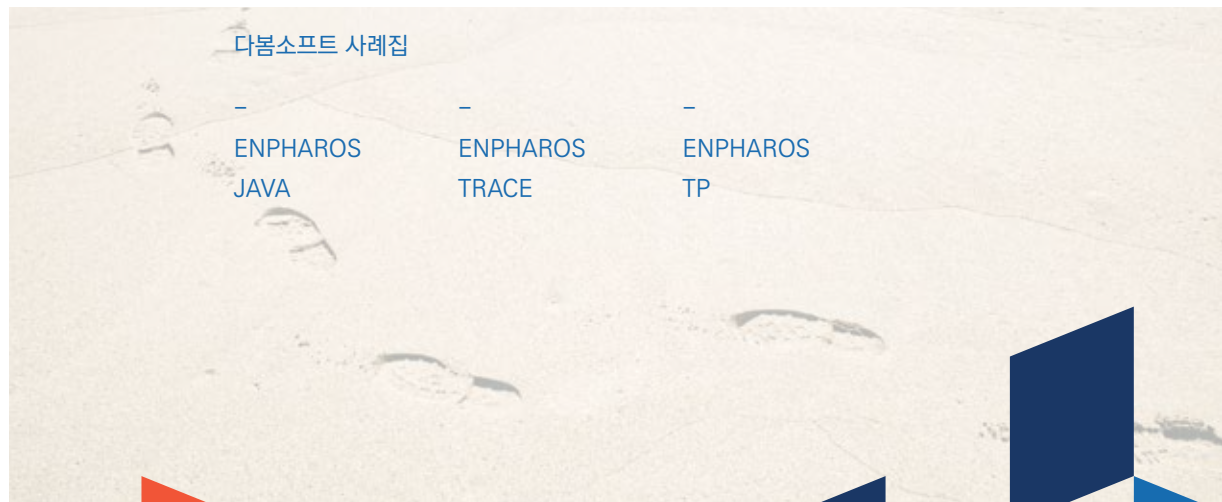 다봄소프트 사례집
– – –
ENPHAROS ENPHAROS ENPHAROS
JAVA TRACE TP